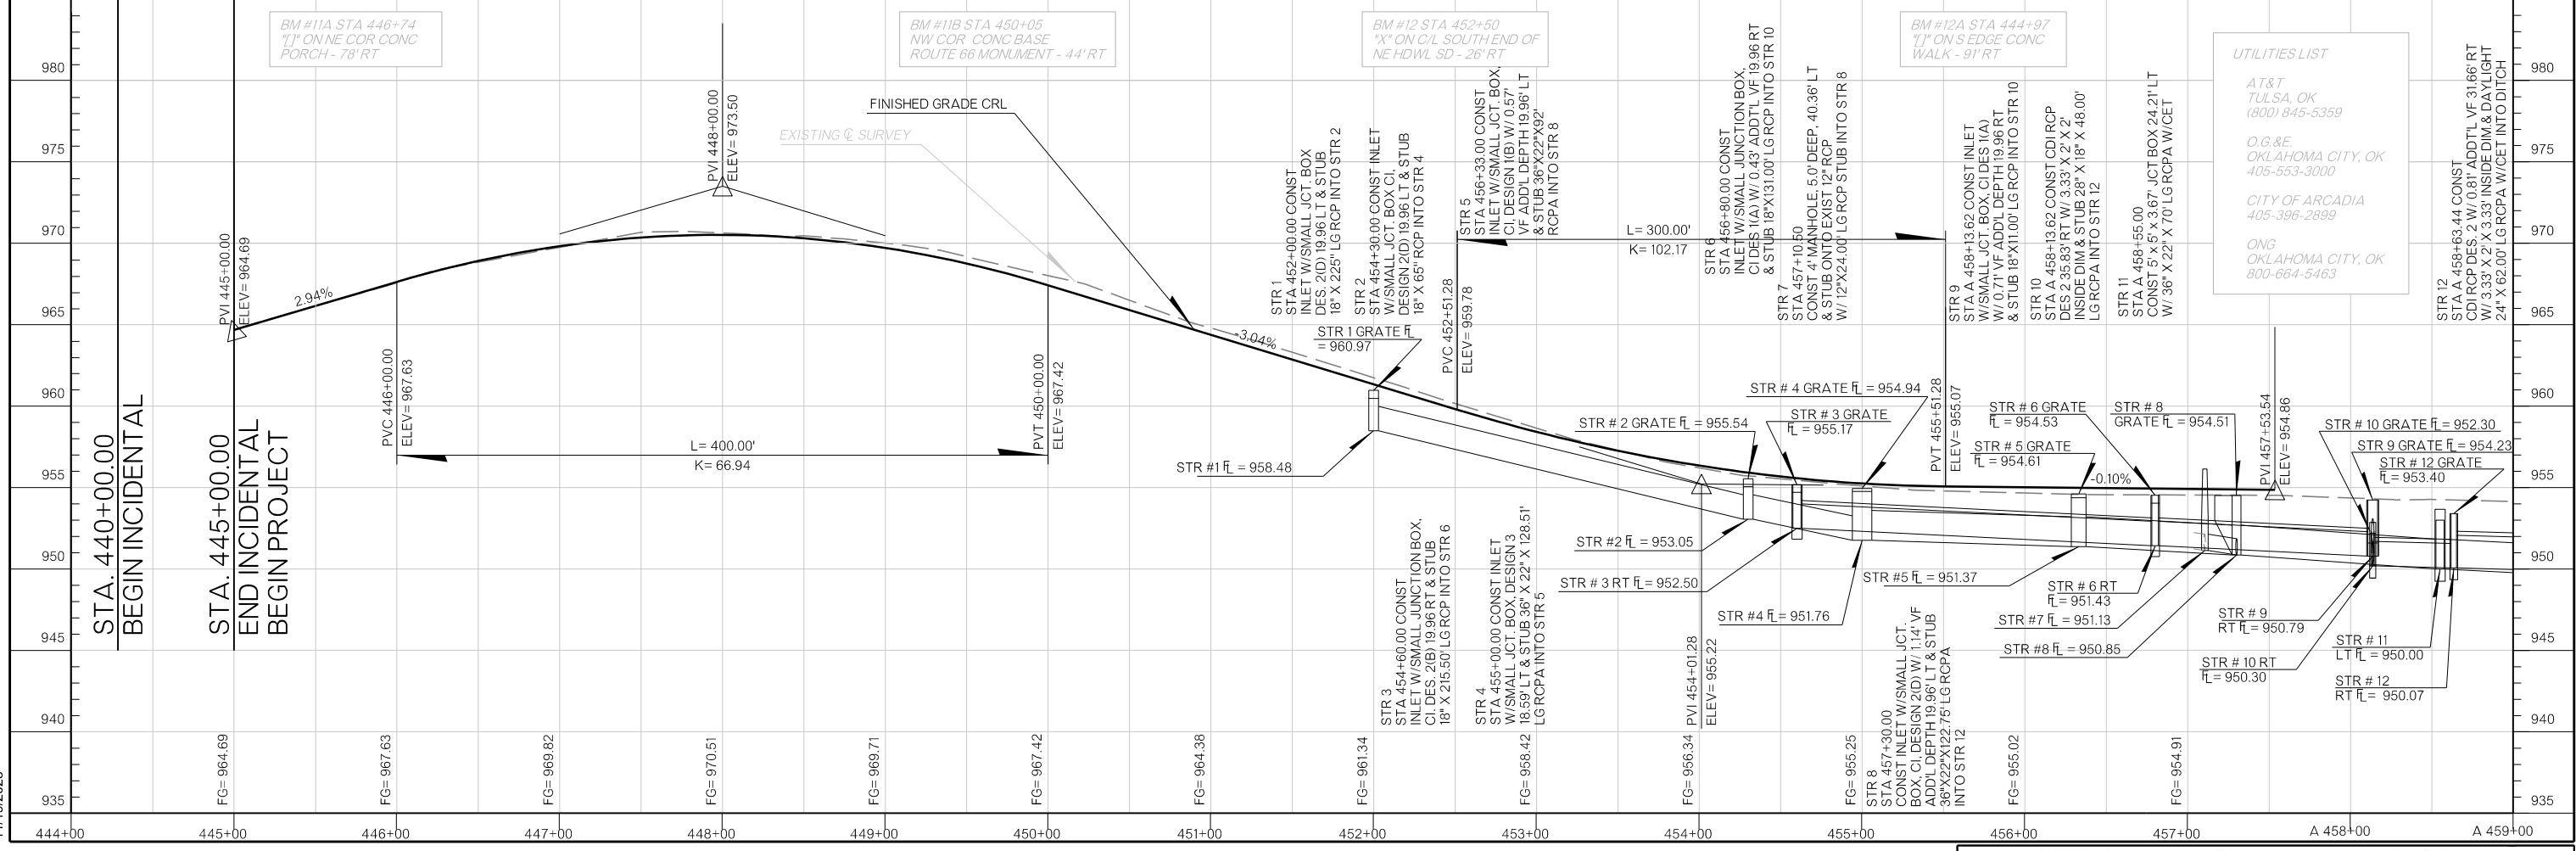 BM #11A STA 446+74
"[]" ON NE COR CONC
PORCH - 78' RT
BM #11B STA 450+05
NW COR CONC BASE
ROUTE 66 MONUMENT - 44' RT
BM #12 STA 452+50
"X" ON C/L SOUTH END OF
NE HDWL SD - 26' RT
BM #12A STA 444+97
"[]" ON S EDGE CONC
WALK - 91' RT
UTILITIES LIST
AT&T
TULSA, OK
(800) 845-5359
O.G.&E.
OKLAHOMA CITY, OK
405-553-3000
CITY OF ARCADIA
405-396-2899
ONG
OKLAHOMA CITY, OK
800-664-5463
980
975
970
965
960
955
950
945
940
935
980
975
970
965
960
955
950
945
940
935
STA. 440+00.00
BEGIN INCIDENTAL
STA. 445+00.00
END INCIDENTAL
BEGIN PROJECT
PVI 445+00.00
ELEV= 964.69
2.94%
PVC 446+00.00
ELEV= 967.63
L= 400.00'
K= 66.94
PVI 448+00.00
ELEV= 973.50
FINISHED GRADE CRL
EXISTING ℄ SURVEY
PVT 450+00.00
ELEV= 967.42
-3.04%
STR 1
STA 452+00.00 CONST
INLET W/SMALL JCT. BOX
DES. 2(D) 19.96 LT & STUB
18" X 225" LG RCP INTO STR 2
STR 2
STA 454+30.00 CONST INLET
W/SMALL JCT. BOX CI,
DESIGN 2(D) 19.96 LT & STUB
18" X 65" RCP INTO STR 4
STR 1 GRATE FL
= 960.97
STR #1 FL = 958.48
PVC 452+51.28
ELEV= 959.78
STR 5
STA 456+33.00 CONST
INLET W/SMALL JCT. BOX,
CI, DESIGN 1(B) W/ 0.57'
VF ADD'L DEPTH 19.96' LT
& STUB 36"X22"X92'
RCPA INTO STR 8
L= 300.00'
K= 102.17
STR 6
STA 456+80.00 CONST
INLET W/SMALL JUNCTION BOX,
CI DES 1(A) W/ 0.43' ADDT'L VF 19.96 RT
& STUB 18"X131.00' LG RCP INTO STR 10
STR 7
STA 457+10.50
CONST 4' MANHOLE, 5.0' DEEP, 40.36' LT
& STUB ONTO EXIST 12" RCP
W/ 12"X24.00' LG RCP STUB INTO STR 8
STR 9
STA A 458+13.62 CONST INLET
W/SMALL JCT. BOX, CI DES 1(A)
W/ 0.71' VF ADD'L DEPTH 19.96 RT
& STUB 18"X11.00' LG RCP INTO STR 10
STR 10
STA A 458+13.62 CONST CDI RCP
DES 2 35.83' RT W/ 3.33' X 2' X 2'
INSIDE DIM & STUB 28" X 18" X 48.00'
LG RCPA INTO STR 12
STR 11
STA A 458+55.00
CONST 5' x 5' X 3.67' JCT BOX 24.21' LT
W/ 36" X 22" X 70' LG RCPA W/CET
STR 12
STA A 458+63.44 CONST
CDI RCP DES. 2 W/ 0.81' ADDT'L VF 31.66' RT
W/ 3.33' X 2' X 3.33' INSIDE DIM.& DAYLIGHT
24" X 62.00' LG RCPA W/CET INTO DITCH
STR # 4 GRATE FL = 954.94
STR # 2 GRATE FL = 955.54
STR # 3 GRATE
FL = 955.17
PVT 455+51.28
ELEV= 955.07
STR # 6 GRATE
FL = 954.53
STR # 8
GRATE FL = 954.51
STR # 5 GRATE
FL = 954.61
-0.10%
PVI 457+53.54
ELEV= 954.86
STR # 10 GRATE FL = 952.30
STR 9 GRATE FL = 954.23
STR # 12 GRATE
FL = 953.40
STR #2 FL = 953.05
STR # 3 RT FL = 952.50
STR #4 FL = 951.76
STR #5 FL = 951.37
STR # 6 RT
FL = 951.43
STR #7 FL = 951.13
STR #8 FL = 950.85
STR # 9
RT FL = 950.79
STR # 10 RT
FL = 950.30
STR # 11
LT FL = 950.00
STR # 12
RT FL = 950.07
STR 3
STA 454+60.00 CONST
INLET W/SMALL JUNCTION BOX,
CI. DES. 2(B) 19.96 RT & STUB
18" X 215.50' LG RCP INTO STR 6
STR 4
STA 455+00.00 CONST INLET
W/SMALL JCT. BOX, DESIGN 3
18.59' LT & STUB 36" X 22" X 128.51'
LG RCPA INTO STR 5
PVI 454+01.28
ELEV= 955.22
STR 8
STA 457+30.00
CONST INLET W/SMALL JCT.
BOX, CI, DESIGN 2(D) W/ 1.14' VF
ADD'L DEPTH 19.96' LT & STUB
36"X22"X122.75' LG RCPA
INTO STR 12
FG= 964.69
FG= 967.63
FG= 969.82
FG= 970.51
FG= 969.71
FG= 967.42
FG= 964.38
FG= 961.34
FG= 958.42
FG= 956.34
FG= 955.25
FG= 955.02
FG= 954.91
444+00
445+00
446+00
447+00
448+00
449+00
450+00
451+00
452+00
453+00
454+00
455+00
456+00
457+00
A 458+00
A 459+00